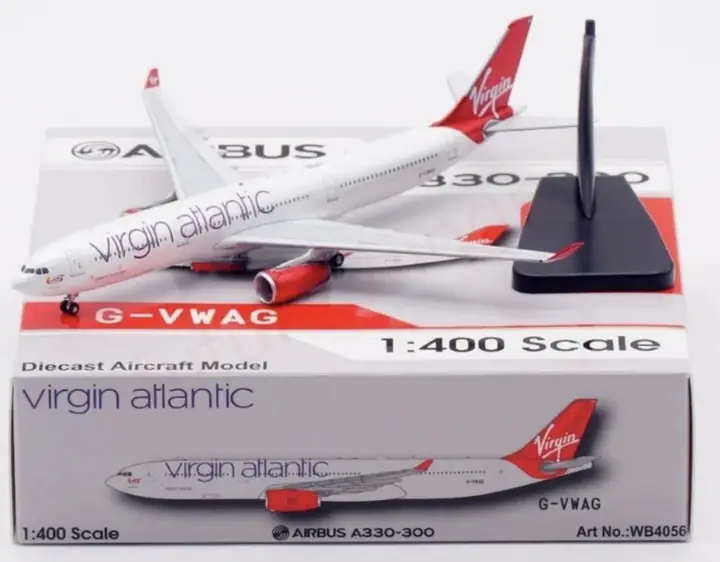 Virgin
AIRBUS
A330-300
virgin atlantic
G-VWAG
1:400 Scale
Diecast Aircraft Model
virgin atlantic
Virgin
virgin atlantic
G-VWAG
1:400 Scale
AIRBUS A330-300
Art No.:WB4056